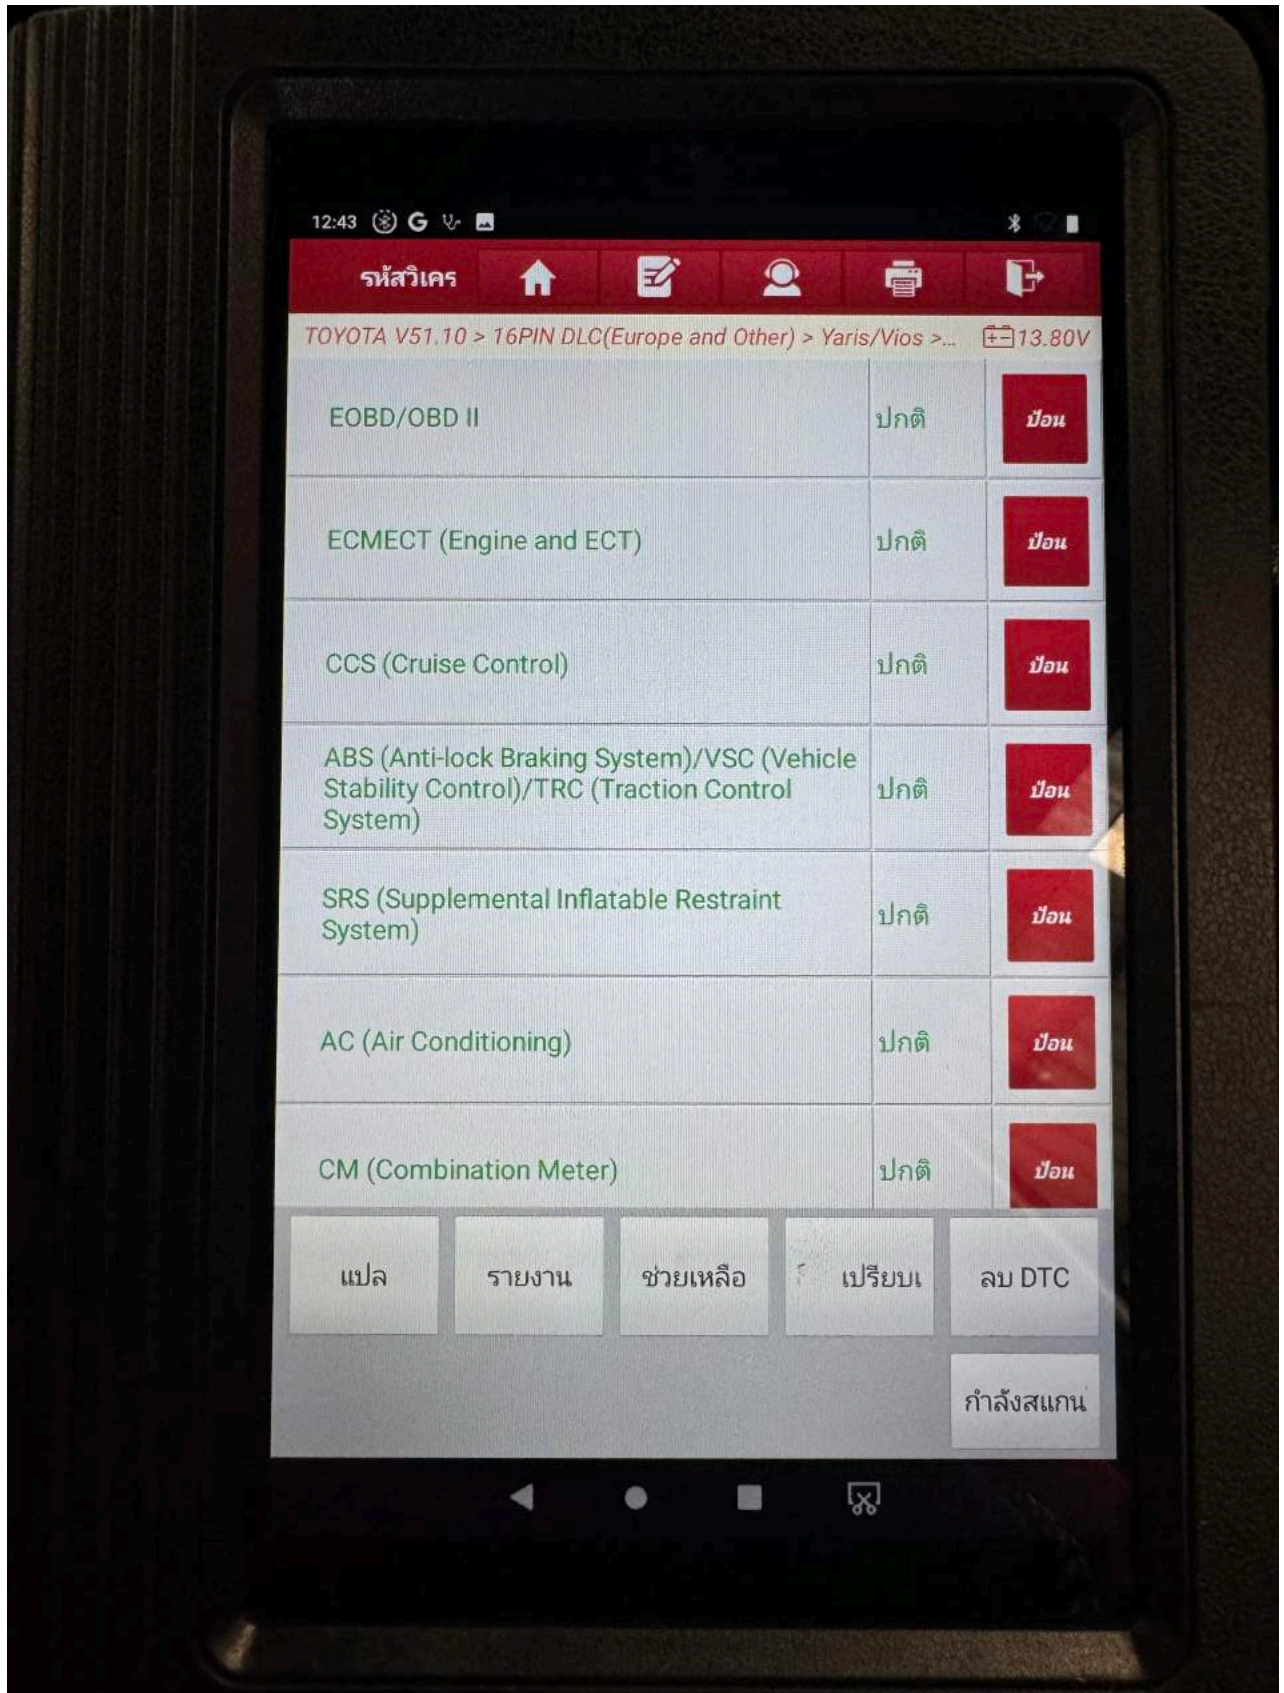 12:43
รหัสวิเคร
TOYOTA V51.10 > 16PIN DLC(Europe and Other) > Yaris/Vios >... 13.80V
EOBD/OBD II ปกติ ป้อน
ECMECT (Engine and ECT) ปกติ ป้อน
CCS (Cruise Control) ปกติ ป้อน
ABS (Anti-lock Braking System)/VSC (Vehicle
Stability Control)/TRC (Traction Control ปกติ ป้อน
System)
SRS (Supplemental Inflatable Restraint
System) ปกติ ป้อน
AC (Air Conditioning) ปกติ ป้อน
CM (Combination Meter) ปกติ ป้อน
แปล รายงาน ช่วยเหลือ เปรียบเ ลบ DTC
กำลังสแกน